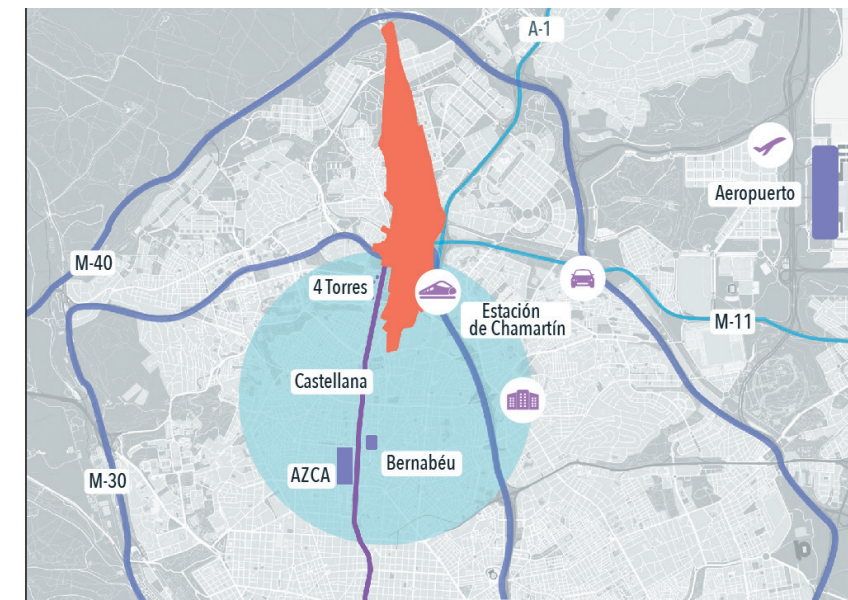 A-1
Aeropuerto
M-40
4 Torres
Estación
de Chamartín
M-11
Castellana
Bernabéu
AZCA
M-30